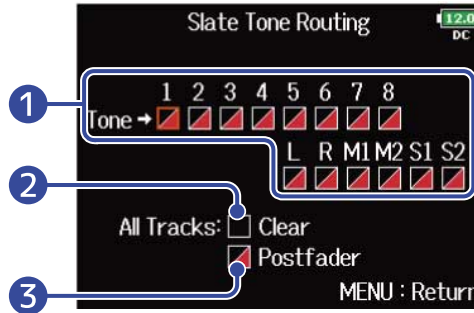 Slate Tone Routing
12.0
DC
1 2 3 4 5 6 7 8
Tone →
L R M1 M2 S1 S2
All Tracks: Clear
Postfader
MENU : Return
1
2
3